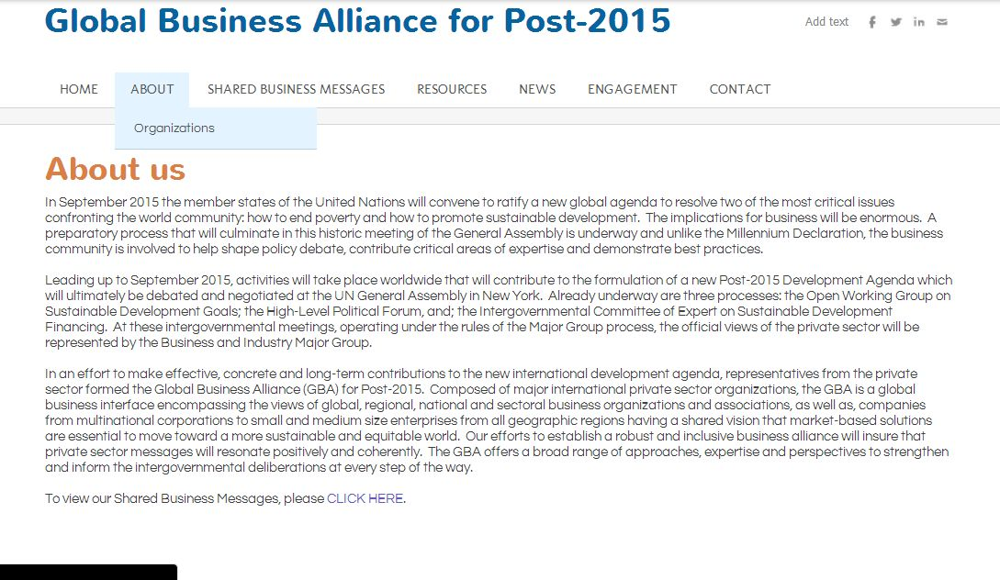 Global Business Alliance for Post-2015
Add text
HOME ABOUT SHARED BUSINESS MESSAGES RESOURCES NEWS ENGAGEMENT CONTACT
Organizations
About us
In September 2015 the member states of the United Nations will convene to ratify a new global agenda to resolve two of the most critical issues
confronting the world community: how to end poverty and how to promote sustainable development.  The implications for business will be enormous.  A
preparatory process that will culminate in this historic meeting of the General Assembly is underway and unlike the Millennium Declaration, the business
community is involved to help shape policy debate, contribute critical areas of expertise and demonstrate best practices.
Leading up to September 2015, activities will take place worldwide that will contribute to the formulation of a new Post-2015 Development Agenda which
will ultimately be debated and negotiated at the UN General Assembly in New York.  Already underway are three processes: the Open Working Group on
Sustainable Development Goals; the High-Level Political Forum, and; the Intergovernmental Committee of Expert on Sustainable Development
Financing.  At these intergovernmental meetings, operating under the rules of the Major Group process, the official views of the private sector will be
represented by the Business and Industry Major Group.
In an effort to make effective, concrete and long-term contributions to the new international development agenda, representatives from the private
sector formed the Global Business Alliance (GBA) for Post-2015.  Composed of major international private sector organizations, the GBA is a global
business interface encompassing the views of global, regional, national and sectoral business organizations and associations, as well as, companies
from multinational corporations to small and medium size enterprises from all geographic regions having a shared vision that market-based solutions
are essential to move toward a more sustainable and equitable world.  Our efforts to establish a robust and inclusive business alliance will insure that
private sector messages will resonate positively and coherently.  The GBA offers a broad range of approaches, expertise and perspectives to strengthen
and inform the intergovernmental deliberations at every step of the way.
To view our Shared Business Messages, please CLICK HERE.